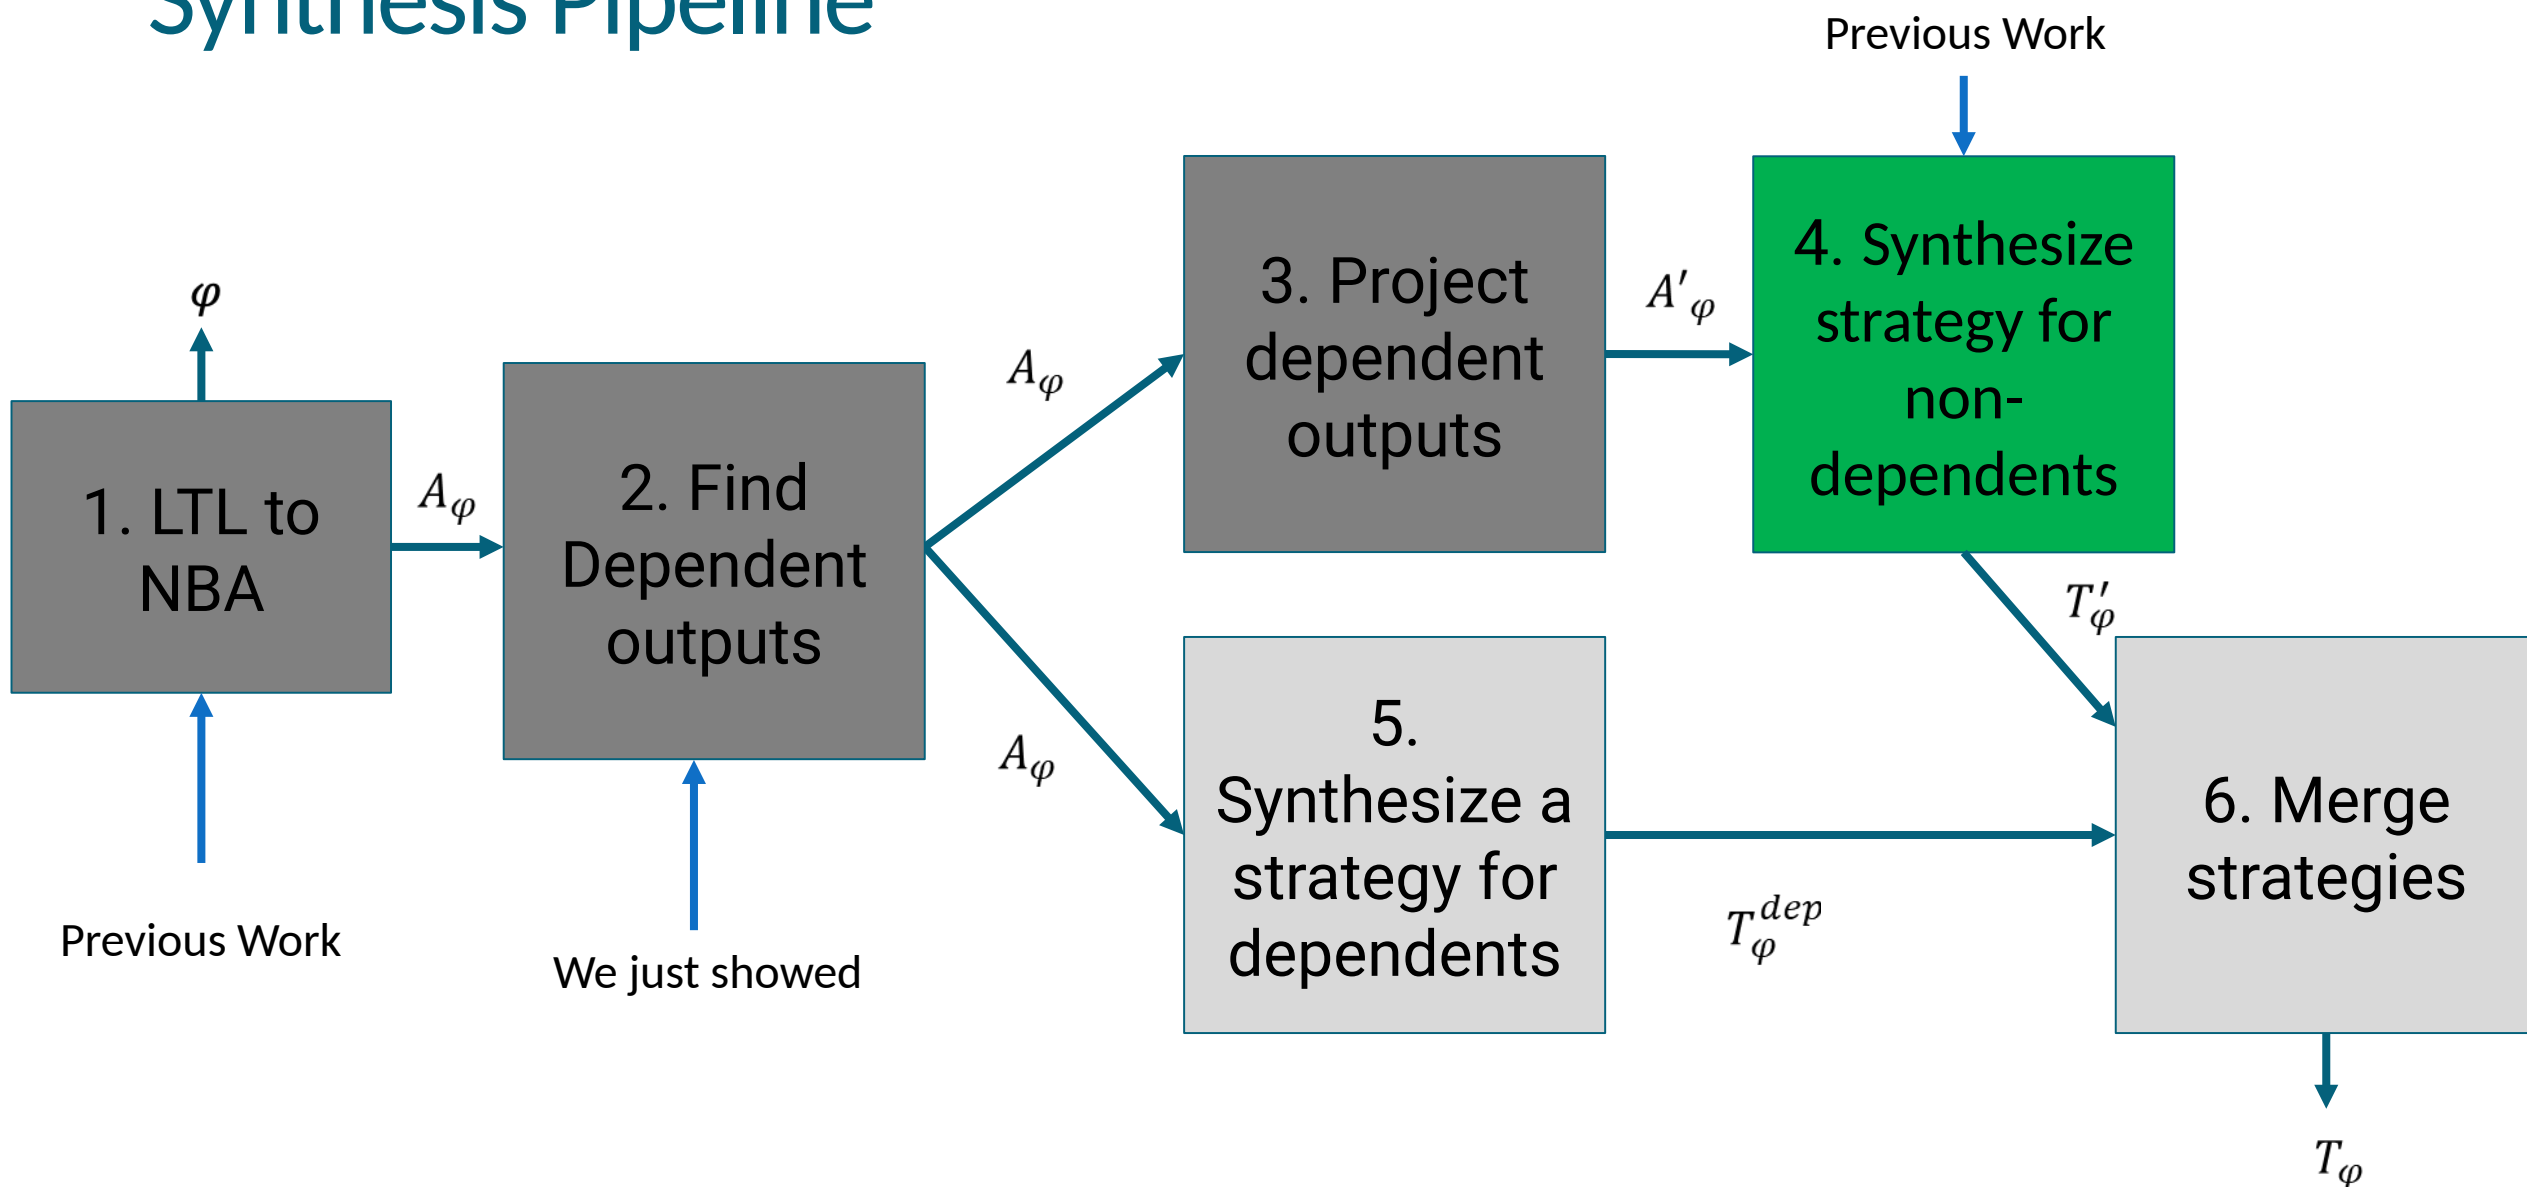 Synthesis Pipeline
Previous Work
φ
1. LTL to
NBA
Previous Work
A_φ
2. Find
Dependent
outputs
We just showed
A_φ
A_φ
3. Project
dependent
outputs
A′_φ
4. Synthesize
strategy for
non-
dependents
T′_φ
5.
Synthesize a
strategy for
dependents
T_φ^dep
6. Merge
strategies
T_φ